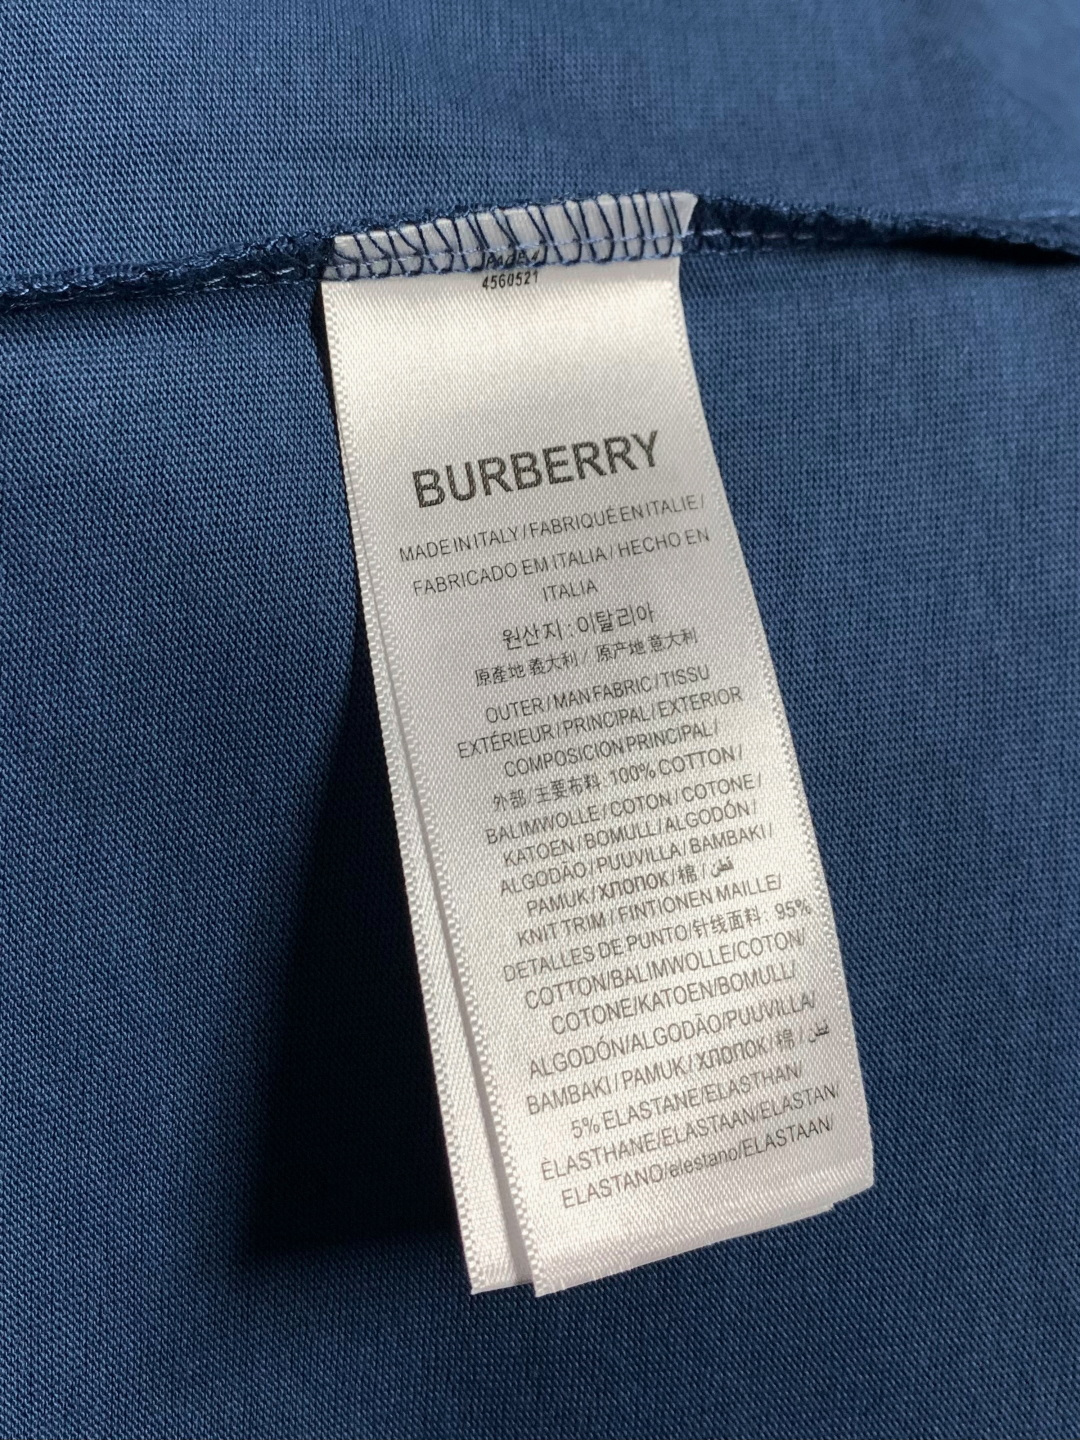 4560521
BURBERRY
MADE IN ITALY / FABRIQUÉ EN ITALIE /
FABRICADO EM ITALIA / HECHO EN
ITALIA
원산지 : 이탈리아
原產地 義大利 / 原产地 意大利
OUTER / MAN FABRIC / TISSU
EXTÉRIEUR / PRINCIPAL / EXTERIOR
COMPOSICION PRINCIPAL /
外部 / 主要布料: 100% COTTON /
BALIMWOLLE / COTON / COTONE /
KATOEN / BOMULL / ALGODÓN /
ALGODÃO / PUUVILLA / BAMBAKI /
PAMUK / ХЛОПОК / 棉 / قطن
KNIT TRIM / FINTIONEN MAILLE/
DETALLES DE PUNTO/针线面料: 95%
COTTON/BALIMWOLLE/COTON/
COTONE/KATOEN/BOMULL/
ALGODÓN/ALGODÃO/PUUVILLA/
BAMBAKI / PAMUK/ ХЛОПОК/ 棉 / قطن
5% ELASTANE/ELASTHAN/
ÉLASTHANE/ELASTAAN/ELASTAN/
ELASTANO/elestano/ELASTAAN/